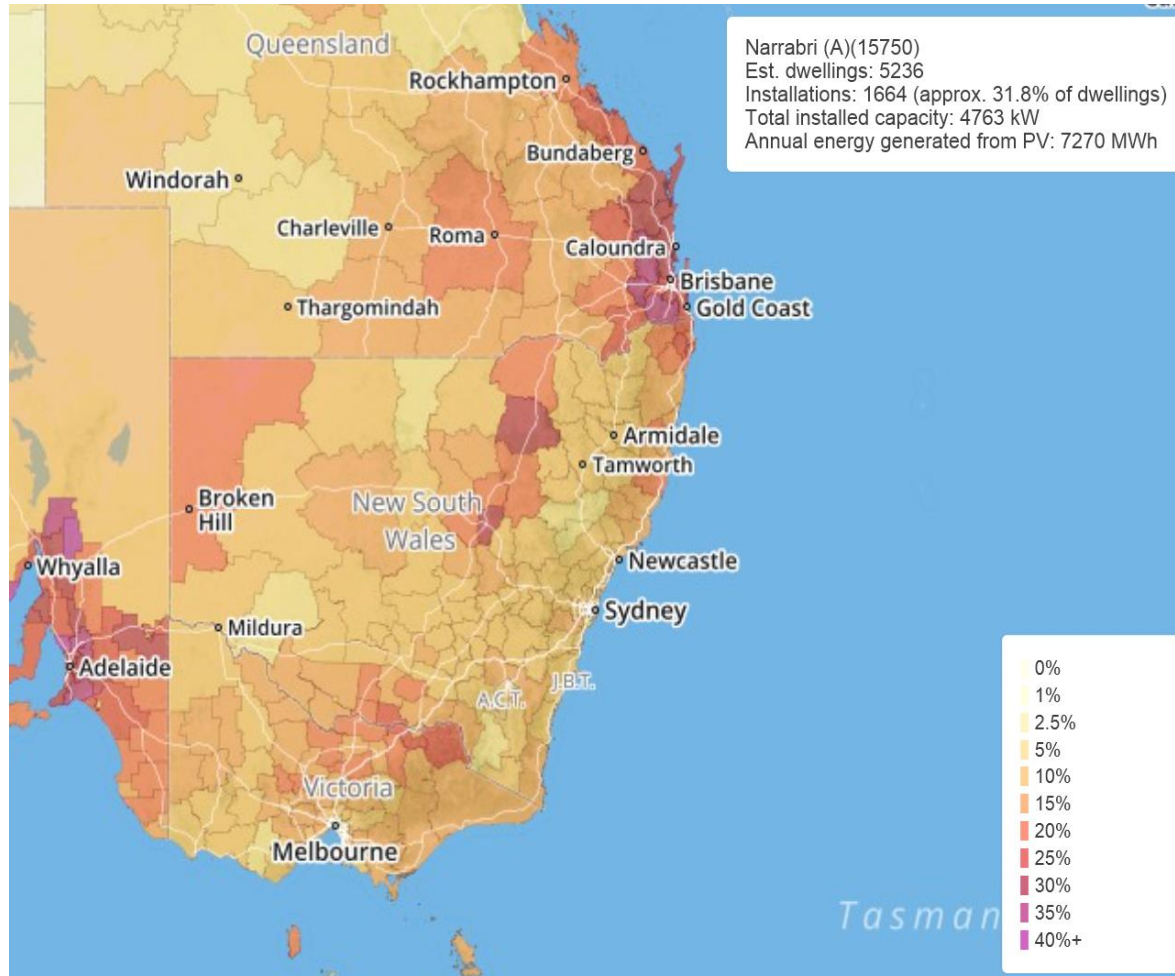 Queensland
Rockhampton
Bundaberg
Windorah
Charleville
Roma
Caloundra
Brisbane
Thargomindah
Gold Coast
Armidale
Tamworth
Broken
Hill
New South
Wales
Whyalla
Newcastle
Sydney
Mildura
Adelaide
A.C.T.
J.B.T.
Victoria
Melbourne
Tasman
Narrabri (A)(15750)
Est. dwellings: 5236
Installations: 1664 (approx. 31.8% of dwellings)
Total installed capacity: 4763 kW
Annual energy generated from PV: 7270 MWh
0%
1%
2.5%
5%
10%
15%
20%
25%
30%
35%
40%+